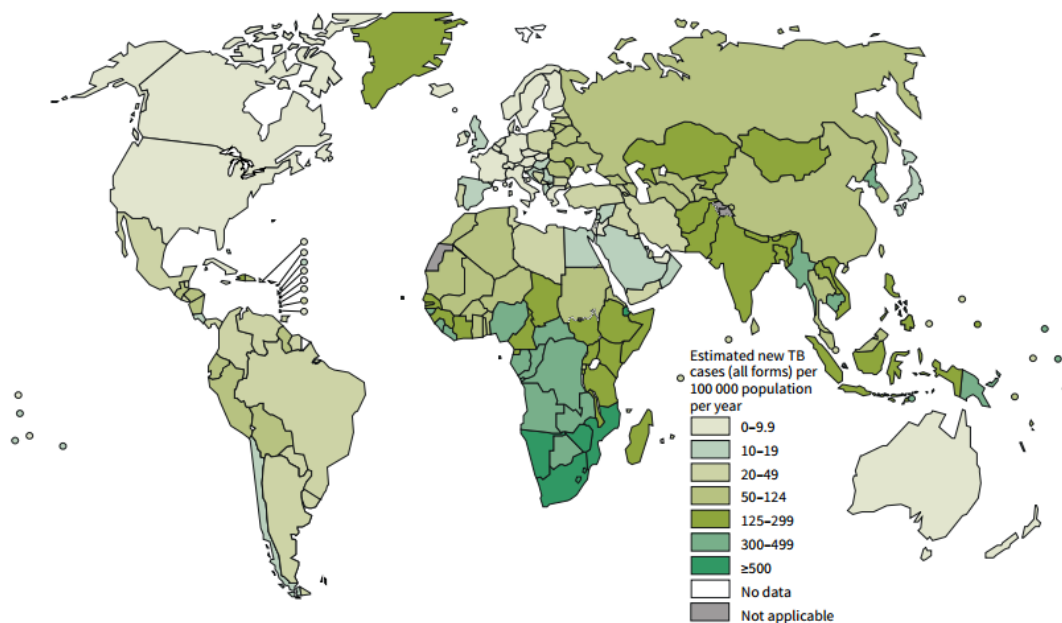 Estimated new TB
cases (all forms) per
100 000 population
per year
0–9.9
10–19
20–49
50–124
125–299
300–499
≥500
No data
Not applicable